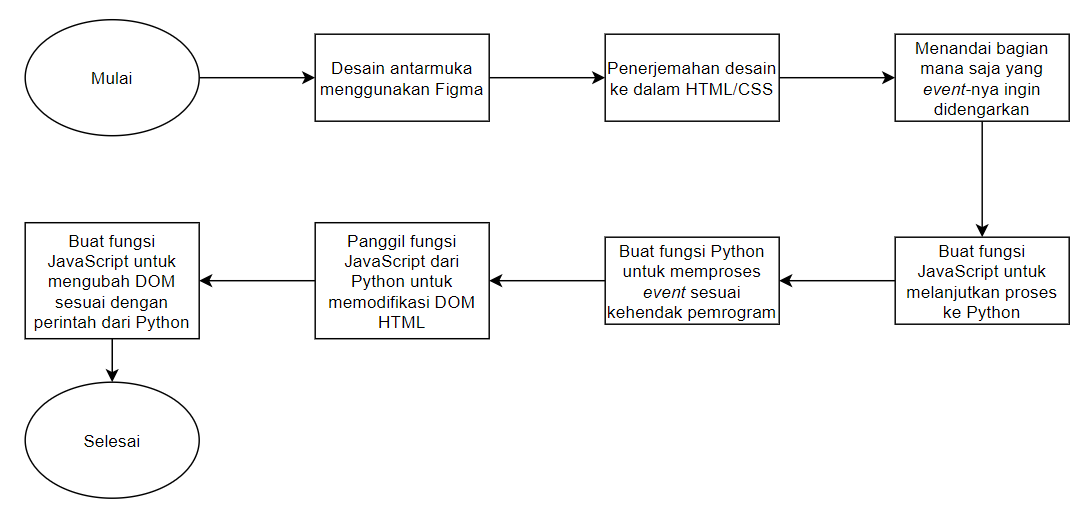 Mulai
Desain antarmuka
menggunakan Figma
Penerjemahan desain
ke dalam HTML/CSS
Menandai bagian
mana saja yang
event-nya ingin
didengarkan
Buat fungsi
JavaScript untuk
melanjutkan proses
ke Python
Buat fungsi Python
untuk memproses
event sesuai
kehendak pemrogram
Panggil fungsi
JavaScript dari
Python untuk
memodifikasi DOM
HTML
Buat fungsi
JavaScript untuk
mengubah DOM
sesuai dengan
perintah dari Python
Selesai